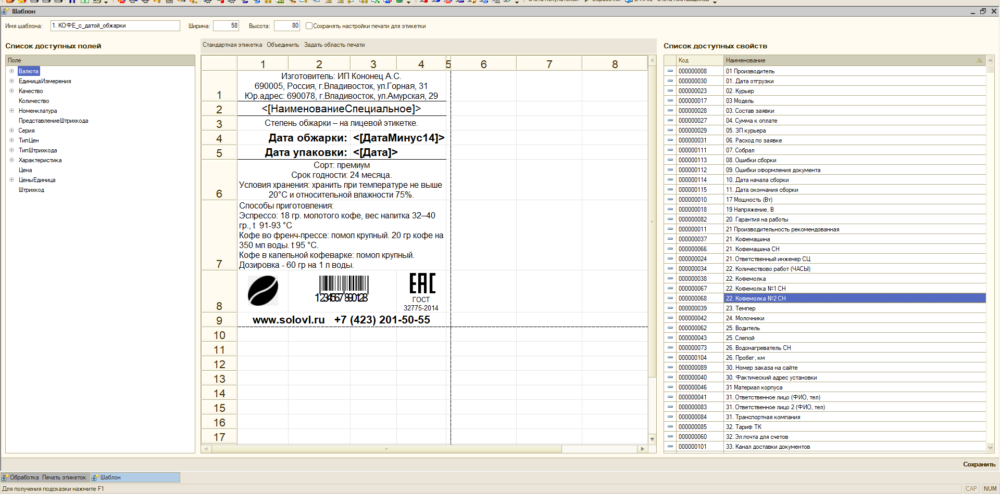 Счета покупателей Обработки E-MAIL Счета поставщиков
Шаблон
Имя шаблона: 1. КОФЕ_с_датой_обжарки Ширина: 58 Высота: 80 Сохранять настройки печати для этикетки
Список доступных полей
Поле
Валюта
ЕдиницаИзмерения
Качество
Количество
Номенклатура
ПредставлениеШтрихкода
Серия
ТипЦен
ТипШтрихкода
Характеристика
Цена
ЦеныЕдиница
Штрихкод
Стандартная этикетка Объединить Задать область печати
1 2 3 4 5 6 7 8
Изготовитель: ИП Кононец А.С.
690005, Россия, г.Владивосток, ул.Горная, 31
1 Юр.адрес: 690078, г.Владивосток, ул.Амурская, 29
2 <[НаименованиеСпециальное]>
3 Степень обжарки – на лицевой этикетке.
4 Дата обжарки: <[ДатаМинус14]>
5 Дата упаковки: <[Дата]>
Сорт: премиум
Срок годности: 24 месяца.
Условия хранения: хранить при температуре не выше
6 20°С и относительной влажности 75%.
Способы приготовления:
Эспрессо: 18 гр. молотого кофе, вес напитка 32–40
гр., t 91-93 °С
Кофе во френч-прессе: помол крупный. 20 гр кофе на
350 мл воды. t 95 °С.
Кофе в капельной кофеварке: помол крупный.
7 Дозировка - 60 гр на 1 л воды.
EAC
ГОСТ
8 32775-2014
9 www.solovl.ru +7 (423) 201-50-55
10
11
12
13
14
15
16
17
Список доступных свойств
Код Наименование
000000008 01 Производитель
000000030 01. Дата отгрузки
000000023 02. Курьер
000000017 03 Модель
000000028 03. Состав заявки
000000027 04. Сумма к оплате
000000029 05. ЗП курьера
000000031 06. Расход по заявке
000000111 07. Собрал
000000113 08. Ошибки сборки
000000112 09. Ошибки оформления документа
000000114 10. Дата начала сборки
000000115 11. Дата окончания сборки
000000010 17 Мощность (Вт)
000000018 19 Напряжение, В
000000082 20. Гарантия на работы
000000011 21 Производительность рекомендованная
000000037 21. Кофемашина
000000066 21. Кофемашина СН
000000024 21. Ответственный инженер СЦ
000000034 22. Количествово работ (ЧАСЫ)
000000038 22. Кофемолка
000000067 22. Кофемолка №1 СН
000000068 22. Кофемолка №2 СН
000000039 23. Темпер
000000042 24. Молочники
000000062 25. Водитель
000000043 25. Слепой
000000073 26. Водонагреватель СН
000000104 26. Пробег, км
000000089 30. Номер заказа на сайте
000000040 30. Фактический адрес установки
000000046 31 Материал корпуса
000000041 31. Ответственное лицо (ФИО, тел)
000000083 31. Ответственное лицо 2 (ФИО, тел)
000000084 31. Транспортная компания
000000085 32. Тариф ТК
000000060 32. Эл.почта для счетов
000000101 33. Канал доставки документов
Сохранить
Обработка Печать этикеток Шаблон
Для получения подсказки нажмите F1 CAP NUM